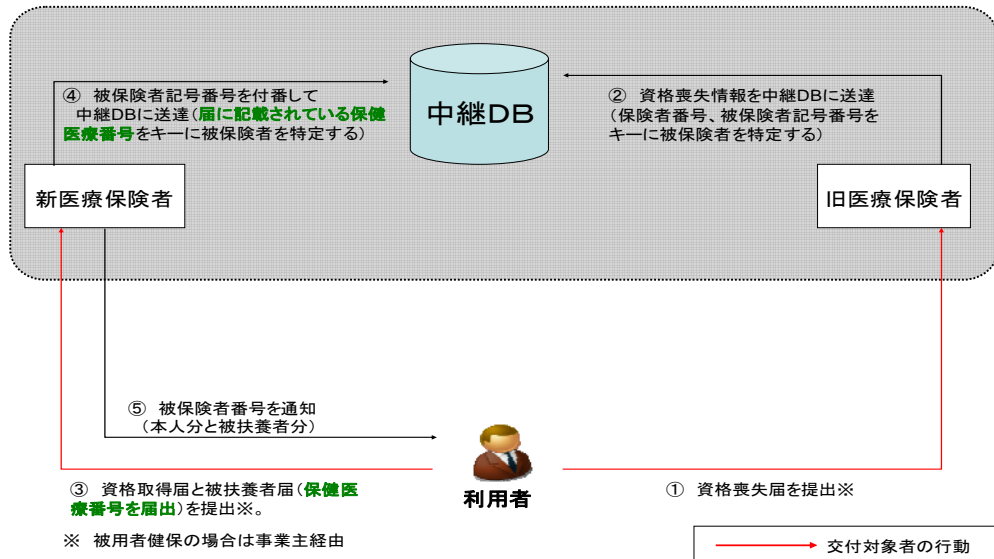 ④ 被保険者記号番号を付番して
中継DBに送達(届に記載されている保健
医療番号をキーに被保険者を特定する)
中継DB
② 資格喪失情報を中継DBに送達
(保険者番号、被保険者記号番号を
キーに被保険者を特定する)
新医療保険者
旧医療保険者
⑤ 被保険者番号を通知
(本人分と被扶養者分)
利用者
③ 資格取得届と被扶養者届(保健医
療番号を届出)を提出※。
① 資格喪失届を提出※
※ 被用者健保の場合は事業主経由
交付対象者の行動